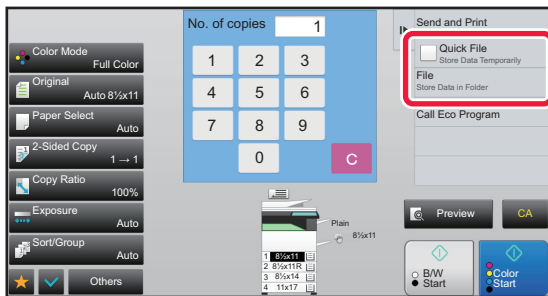 Color Mode
Full Color
Original
Auto 8½x11
Paper Select
Auto
2-Sided Copy
1→1
Copy Ratio
100%
Exposure
Auto
Sort/Group
Auto
Others
No. of copies 1
1 2 3
4 5 6
7 8 9
0 C
Plain
8½x11
1 8½x11
2 8½x11R
3 8½x14
4 11x17
Send and Print
Quick File
Store Data Temporarily
File
Store Data in Folder
Call Eco Program
Preview
CA
B/W
Start
Color
Start